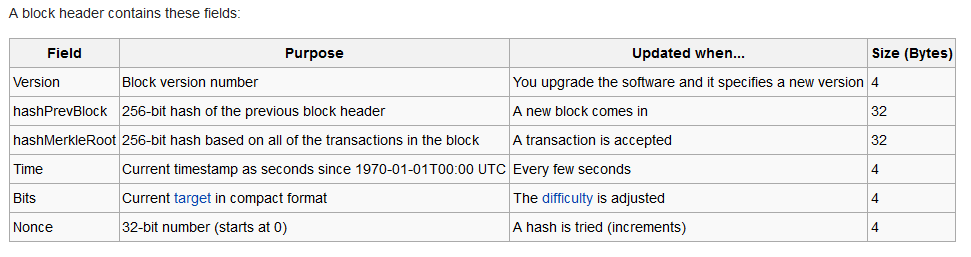 A block header contains these fields:
Field Purpose Updated when... Size (Bytes)
Version Block version number You upgrade the software and it specifies a new version 4
hashPrevBlock 256-bit hash of the previous block header A new block comes in 32
hashMerkleRoot 256-bit hash based on all of the transactions in the block A transaction is accepted 32
Time Current timestamp as seconds since 1970-01-01T00:00 UTC Every few seconds 4
Bits Current target in compact format The difficulty is adjusted 4
Nonce 32-bit number (starts at 0) A hash is tried (increments) 4